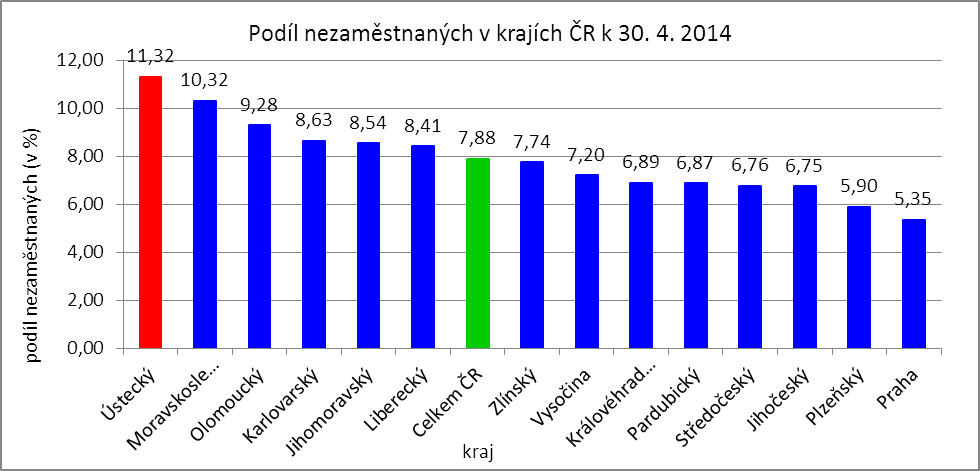 Podíl nezaměstnaných v krajích ČR k 30. 4. 2014
podíl nezaměstnaných (v %)
12,00
10,00
8,00
6,00
4,00
2,00
0,00
11,32
10,32
9,28
8,63
8,54
8,41
7,88
7,74
7,20
6,89
6,87
6,76
6,75
5,90
5,35
Ústecký
Moravskosle...
Olomoucký
Karlovarský
Jihomoravský
Liberecký
Celkem ČR
Zlínský
Vysočina
Královéhrad...
Pardubický
Středočeský
Jihočeský
Plzeňský
Praha
kraj